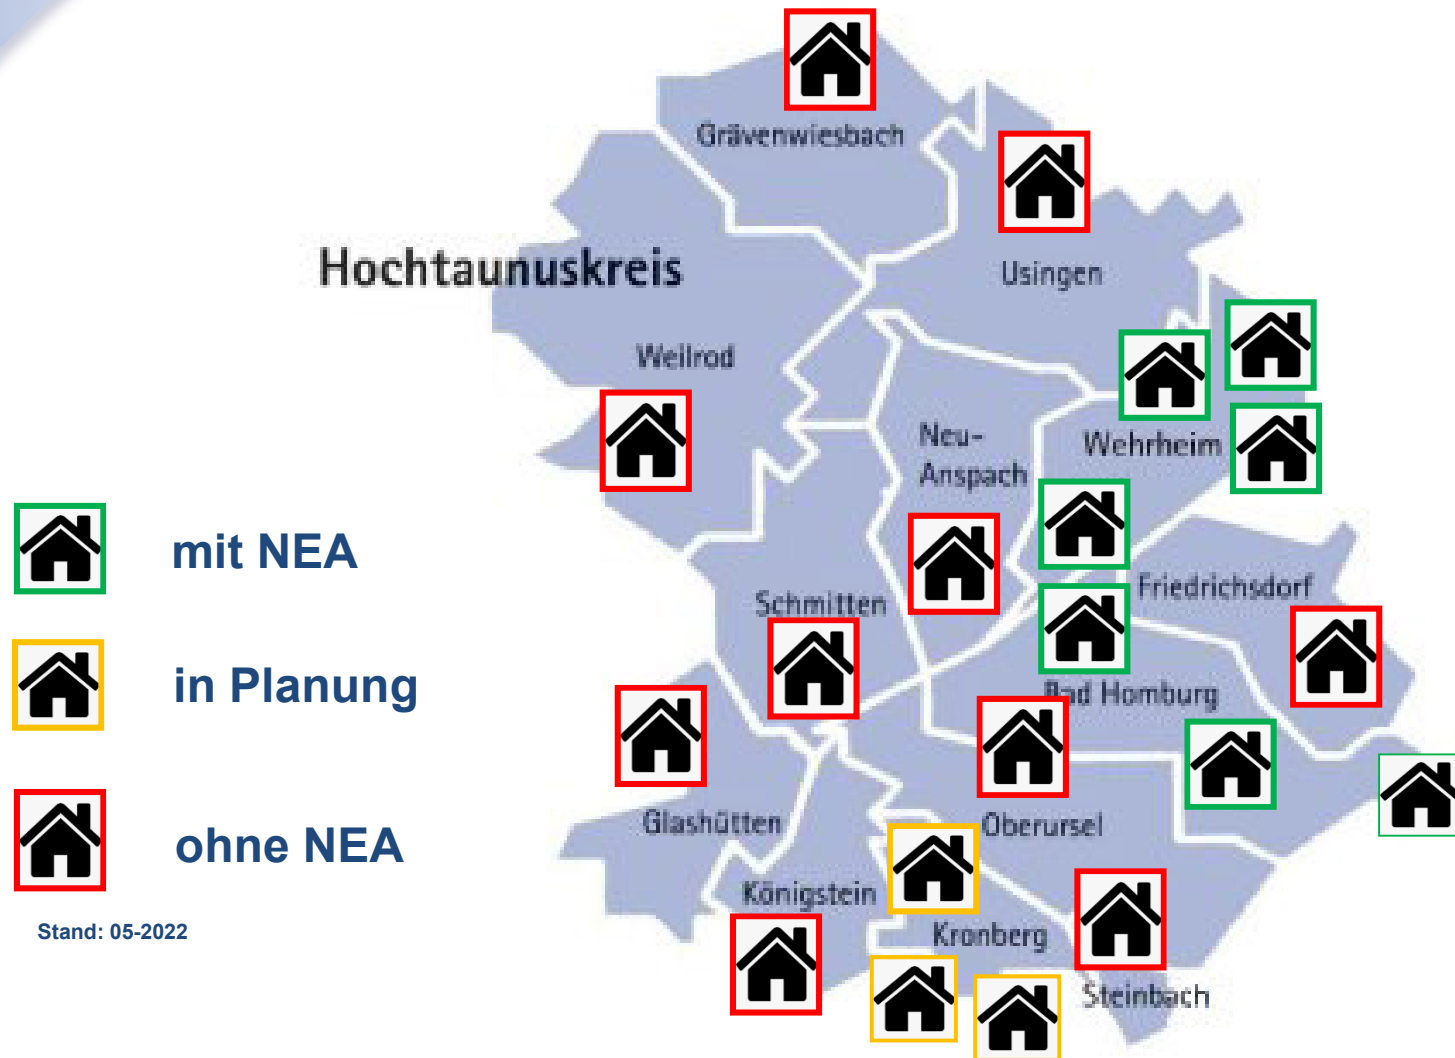 Grävenwiesbach
Hochtaunuskreis
Usingen
Weilrod
Neu-
Anspach
Wehrheim
mit NEA
Friedrichsdorf
Schmitten
in Planung
Bad Homburg
Glashütten
Oberursel
ohne NEA
Königstein
Kronberg
Stand: 05-2022
Steinbach